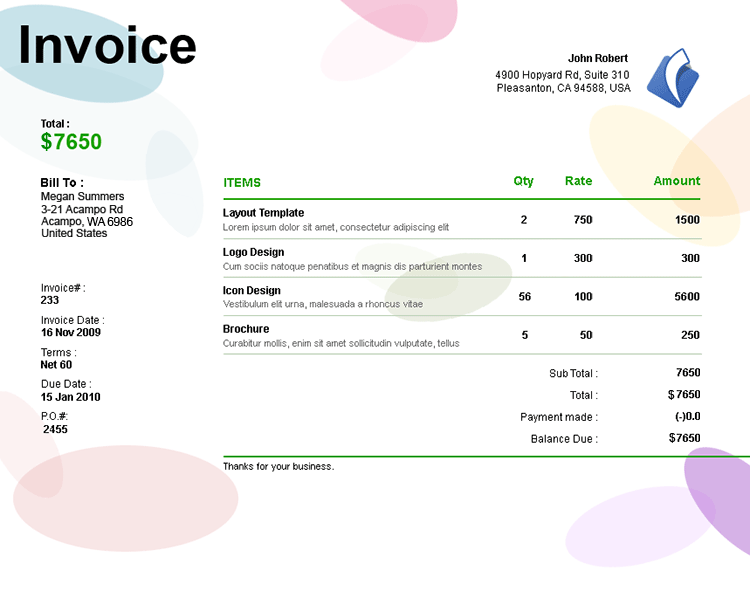 Invoice
John Robert
4900 Hopyard Rd, Suite 310
Pleasanton, CA 94588, USA
Total :
$7650
Bill To :
Megan Summers
3-21 Acampo Rd
Acampo, WA 6986
United States
Invoice# :
233
Invoice Date :
16 Nov 2009
Terms :
Net 60
Due Date :
15 Jan 2010
P.O.#:
2455
ITEMS Qty Rate Amount
Layout Template 2 750 1500
Lorem ipsum dolor sit amet, consectetur adipiscing elit
Logo Design 1 300 300
Cum sociis natoque penatibus et magnis dis parturient montes
Icon Design 56 100 5600
Vestibulum elit urna, malesuada a rhoncus vitae
Brochure 5 50 250
Curabitur mollis, enim sit amet sollicitudin vulputate, tellus
Sub Total : 7650
Total : $7650
Payment made : (-)0.0
Balance Due : $7650
Thanks for your business.